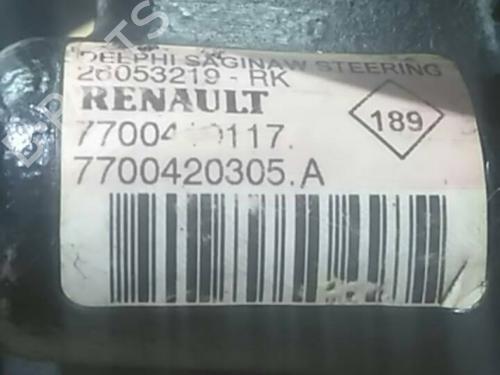 DELPHI SAGINAW STEERING
26053219 - RK
RENAULT
189
7700420305.A